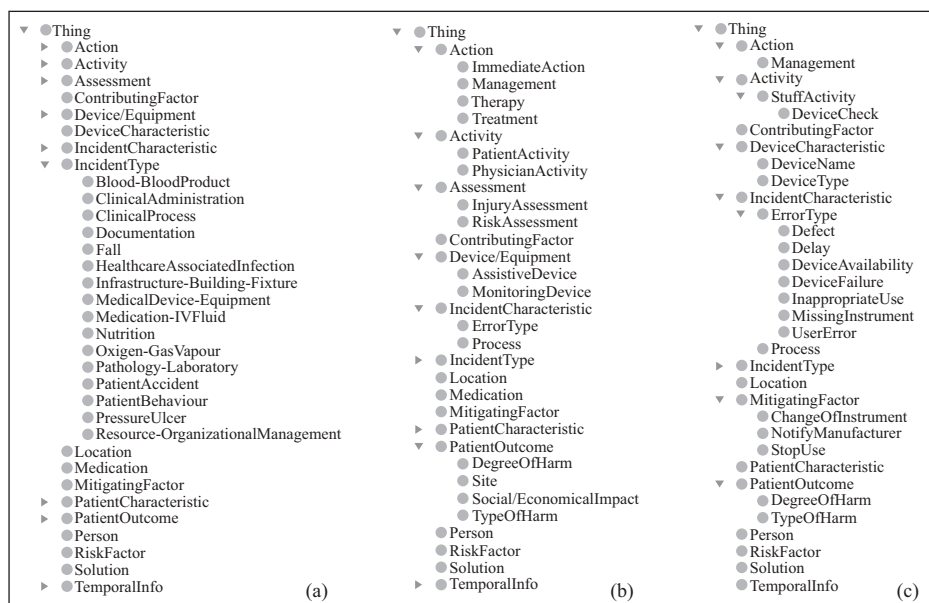 Thing
Action
Activity
Assessment
ContributingFactor
Device/Equipment
DeviceCharacteristic
IncidentCharacteristic
IncidentType
Blood-BloodProduct
ClinicalAdministration
ClinicalProcess
Documentation
Fall
HealthcareAssociatedInfection
Infrastructure-Building-Fixture
MedicalDevice-Equipment
Medication-IVFluid
Nutrition
Oxigen-GasVapour
Pathology-Laboratory
PatientAccident
PatientBehaviour
PressureUlcer
Resource-OrganizationalManagement
Location
Medication
MitigatingFactor
PatientCharacteristic
PatientOutcome
Person
RiskFactor
Solution
TemporalInfo
(a)
Thing
Action
ImmediateAction
Management
Therapy
Treatment
Activity
PatientActivity
PhysicianActivity
Assessment
InjuryAssessment
RiskAssessment
ContributingFactor
Device/Equipment
AssistiveDevice
MonitoringDevice
IncidentCharacteristic
ErrorType
Process
IncidentType
Location
Medication
MitigatingFactor
PatientCharacteristic
PatientOutcome
DegreeOfHarm
Site
Social/EconomicalImpact
TypeOfHarm
Person
RiskFactor
Solution
TemporalInfo
(b)
Thing
Action
Management
Activity
StuffActivity
DeviceCheck
ContributingFactor
DeviceCharacteristic
DeviceName
DeviceType
IncidentCharacteristic
ErrorType
Defect
Delay
DeviceAvailability
DeviceFailure
InappropriateUse
MissingInstrument
UserError
Process
IncidentType
Location
MitigatingFactor
ChangeOfInstrument
NotifyManufacturer
StopUse
PatientCharacteristic
PatientOutcome
DegreeOfHarm
TypeOfHarm
Person
RiskFactor
Solution
TemporalInfo
(c)